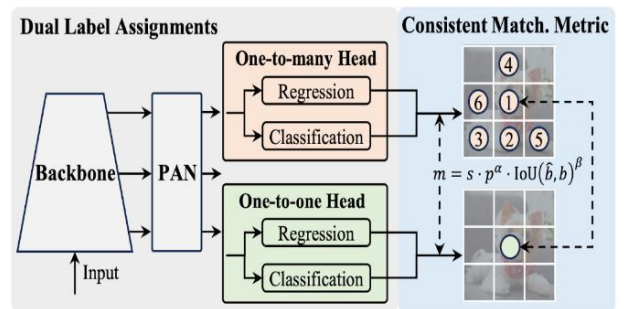 Dual Label Assignments
Consistent Match. Metric
One-to-many Head
Regression
Classification
Backbone
PAN
Input
One-to-one Head
Regression
Classification
4
6 1
3 2 5
m = s · p^α · IoU(b̂, b)^β